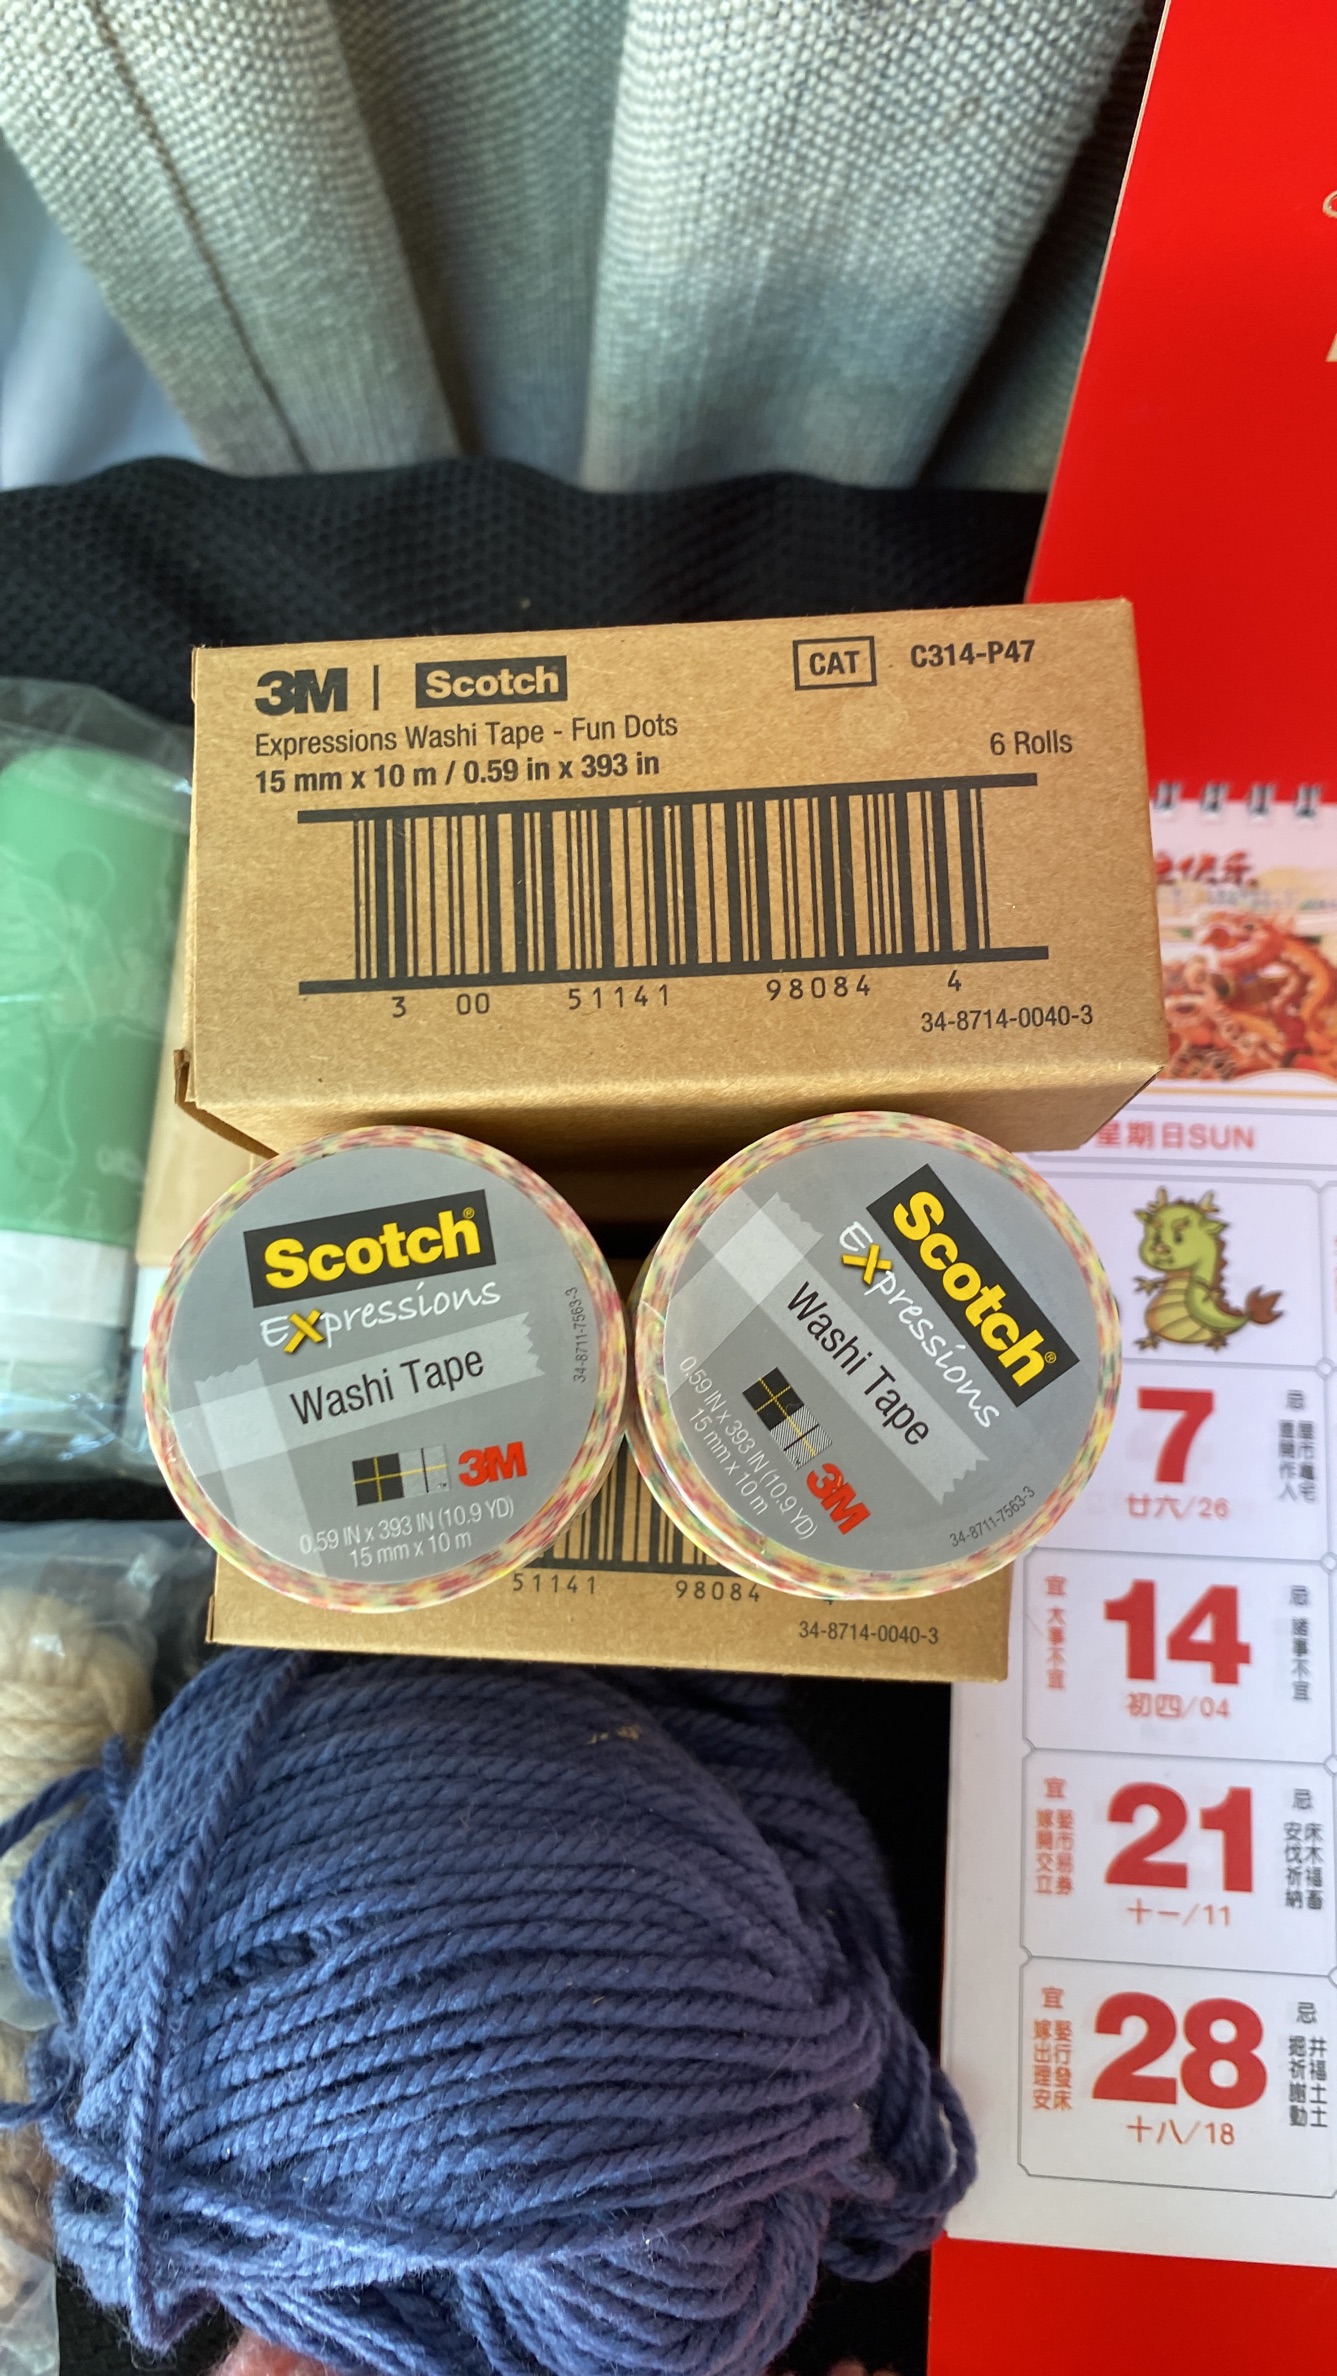 3M | Scotch
CAT C314-P47
Expressions Washi Tape - Fun Dots
6 Rolls
15 mm x 10 m / 0.59 in x 393 in
3 00 51141 98084 4
34-8714-0040-3
Scotch®
Expressions
Washi Tape
3M
0.59 IN x 393 IN (10.9 YD)
15 mm x 10 m
34-8711-7563-3
Scotch®
Expressions
Washi Tape
3M
0.59 IN x 393 IN (10.9 YD)
15 mm x 10 m
34-8711-7563-3
51141 98084
34-8714-0040-3
星期日SUN
7
廿六/26
忌
14
初四/04
宜
大事不宜
忌
諸事不宜
21
十一/11
宜
忌
28
十八/18
宜
忌